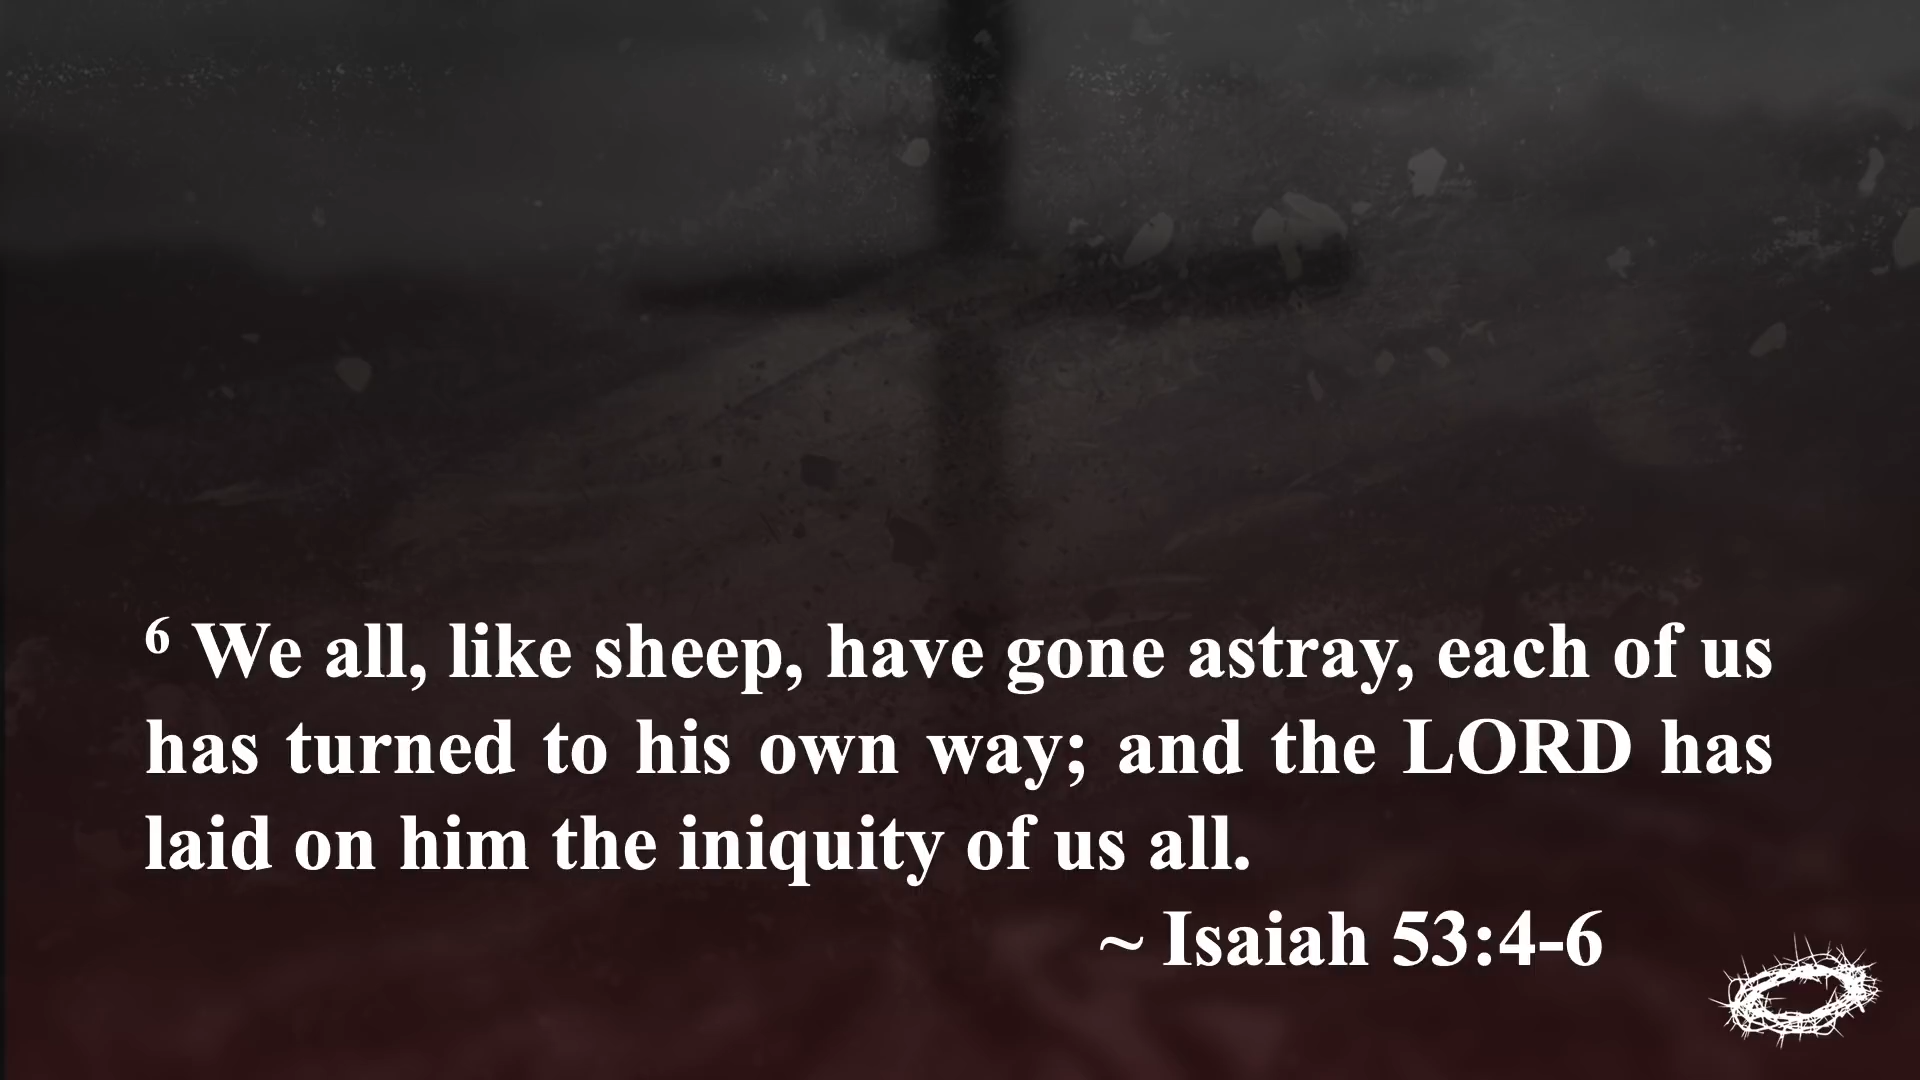 ⁶ We all, like sheep, have gone astray, each of us
has turned to his own way; and the LORD has
laid on him the iniquity of us all.
~ Isaiah 53:4-6